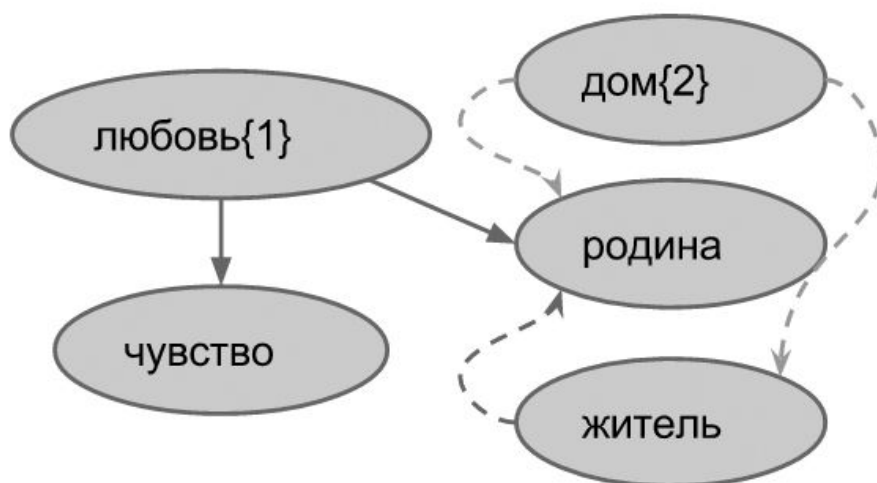 дом{2}
любовь{1}
родина
чувство
житель